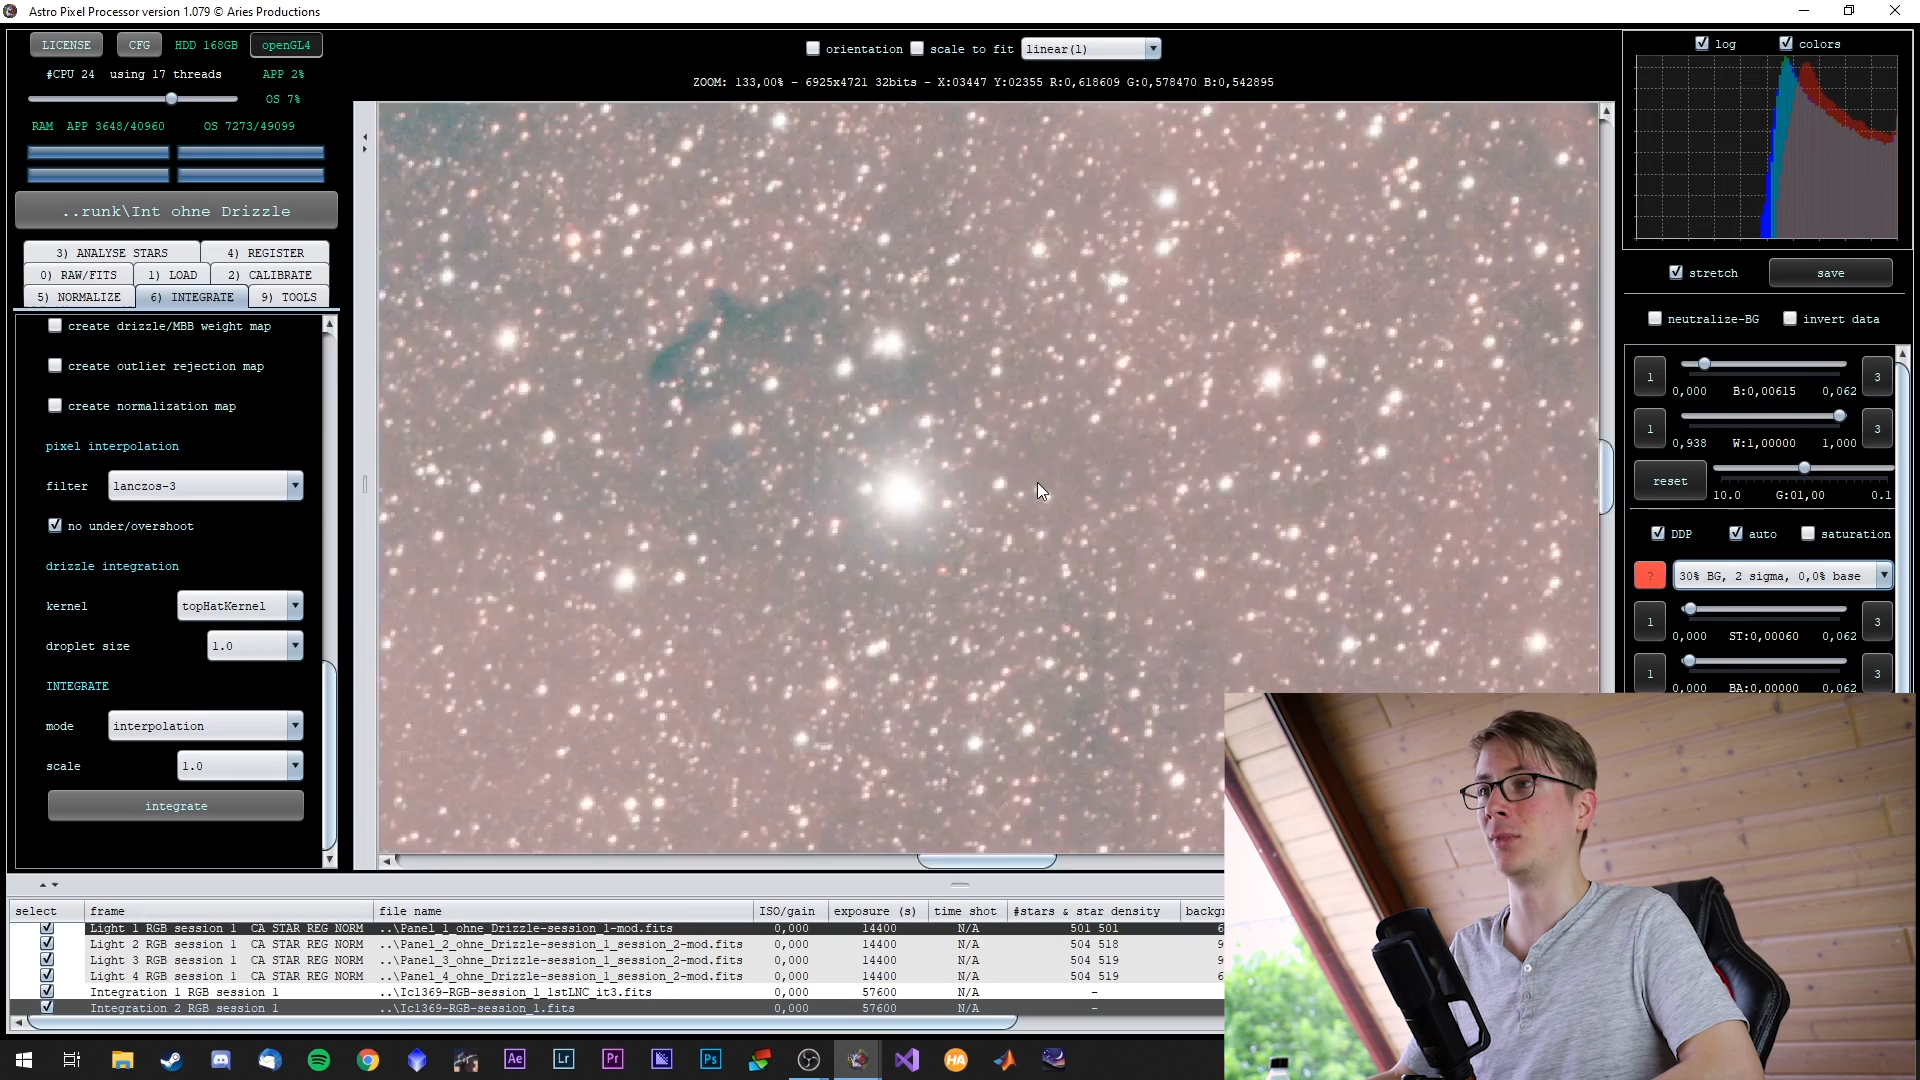 Astro Pixel Processor version 1.079 © Aries Productions
LICENSE CFG HDD 168GB openGL4
#CPU 24 using 17 threads APP 2%
OS 7%
RAM APP 3648/40960 OS 7273/49099
..runk\Int ohne Drizzle
3) ANALYSE STARS 4) REGISTER
0) RAW/FITS 1) LOAD 2) CALIBRATE
5) NORMALIZE 6) INTEGRATE 9) TOOLS
create drizzle/MBB weight map
create outlier rejection map
create normalization map
pixel interpolation
filter lanczos-3
no under/overshoot
drizzle integration
kernel topHatKernel
droplet size 1.0
INTEGRATE
mode interpolation
scale 1.0
integrate
orientation scale to fit linear(1)
ZOOM: 133,00% - 6925x4721 32bits - X:03447 Y:02355 R:0,618609 G:0,578470 B:0,542895
log colors
stretch save
neutralize-BG invert data
1 3
0,000 B:0,00615 0,062
1 3
0,938 W:1,00000 1,000
reset
10.0 G:01,00 0.1
DDP auto saturation
? 30% BG, 2 sigma, 0,0% base
1 3
0,000 ST:0,00060 0,062
1 3
0,000 BA:0,00000 0,062
select frame file name ISO/gain exposure (s) time shot #stars & star density backgr
Light 1 RGB session 1 CA STAR REG NORM ..\Panel_1_ohne_Drizzle-session_1-mod.fits 0,000 14400 N/A 501 501 6
Light 2 RGB session 1 CA STAR REG NORM ..\Panel_2_ohne_Drizzle-session_1_session_2-mod.fits 0,000 14400 N/A 504 518 9
Light 3 RGB session 1 CA STAR REG NORM ..\Panel_3_ohne_Drizzle-session_1_session_2-mod.fits 0,000 14400 N/A 504 519 9
Light 4 RGB session 1 CA STAR REG NORM ..\Panel_4_ohne_Drizzle-session_1_session_2-mod.fits 0,000 14400 N/A 504 519 6
Integration 1 RGB session 1 ..\Ic1369-RGB-session_1_1stLNC_it3.fits 0,000 57600 N/A -
Integration 2 RGB session 1 ..\Ic1369-RGB-session_1.fits 0,000 57600 N/A -
Ae Lr Pr Ps HA